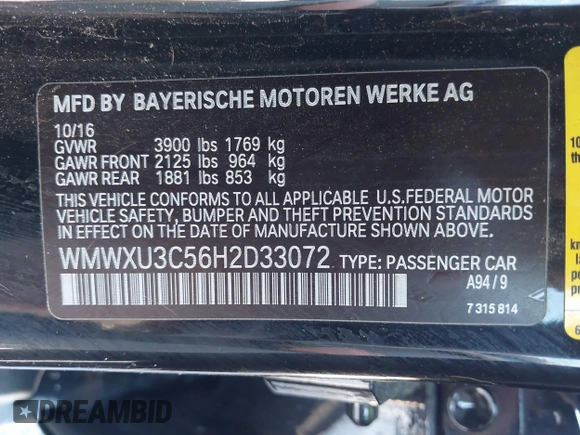 MFD BY BAYERISCHE MOTOREN WERKE AG
10/16
GVWR 3900 lbs 1769 kg
GAWR FRONT 2125 lbs 964 kg
GAWR REAR 1881 lbs 853 kg
THIS VEHICLE CONFORMS TO ALL APPLICABLE U.S.FEDERAL MOTOR
VEHICLE SAFETY, BUMPER AND THEFT PREVENTION STANDARDS
IN EFFECT ON THE DATE OF MANUFACTURE SHOWN ABOVE.
WMWXU3C56H2D33072 TYPE: PASSENGER CAR
A94/9
7 315 814
DREAMBID